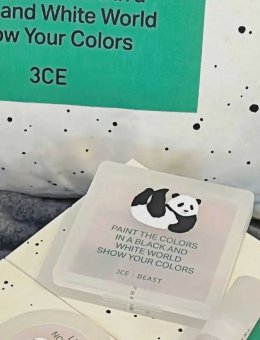 and White World
Show Your Colors
3CE
PAINT THE COLORS
IN A BLACK AND
WHITE WORLD
SHOW YOUR COLORS
3CE BEAST